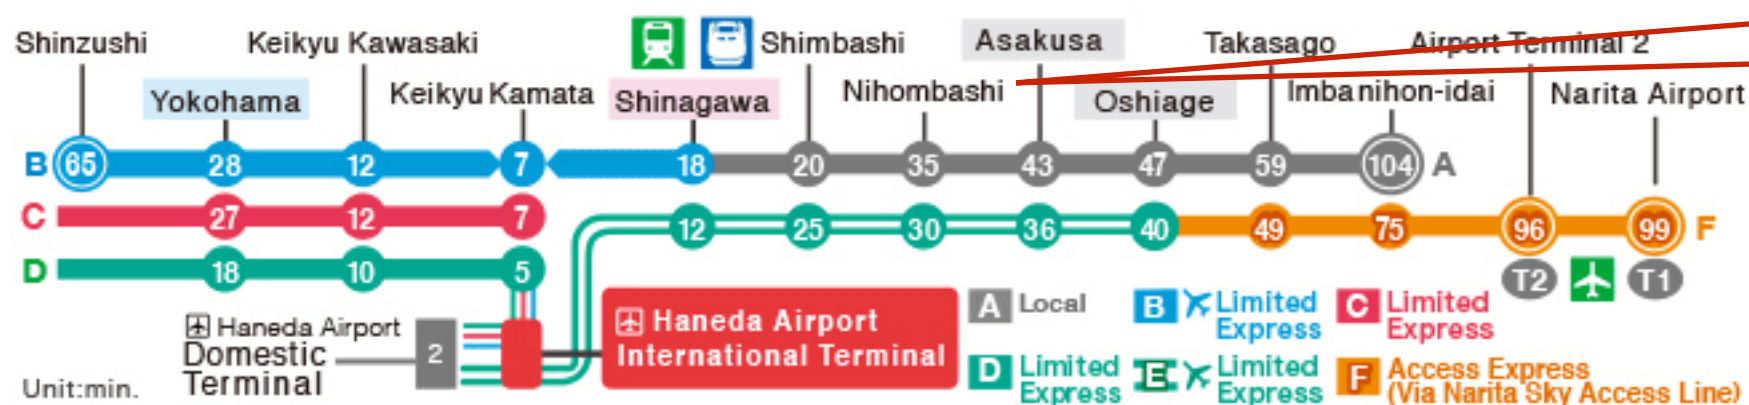 Shinzushi
Keikyu Kawasaki
Shimbashi
Asakusa
Takasago
Airport Terminal 2
Yokohama
Keikyu Kamata
Shinagawa
Nihombashi
Oshiage
Imbanihon-idai
Narita Airport
B 65 28 12 7 18 20 35 43 47 59 104 A
C 27 12 7
12 25 30 36 40 49 75 96 99 F
D 18 10 5
T2 T1
Haneda Airport
Domestic
Terminal
2
Haneda Airport
International Terminal
A Local
B Limited
Express
C Limited
Express
D Limited
Express
E Limited
Express
F Access Express
(Via Narita Sky Access Line)
Unit:min.